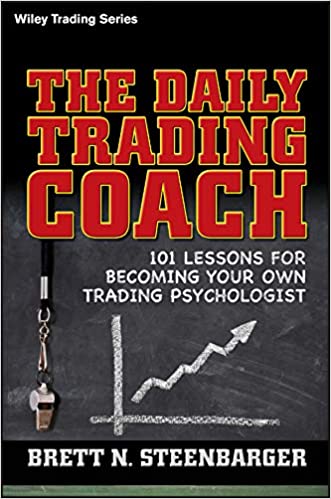 Wiley Trading Series
THE DAILY
TRADING
COACH
101 LESSONS FOR
BECOMING YOUR OWN
TRADING PSYCHOLOGIST
BRETT N. STEENBARGER